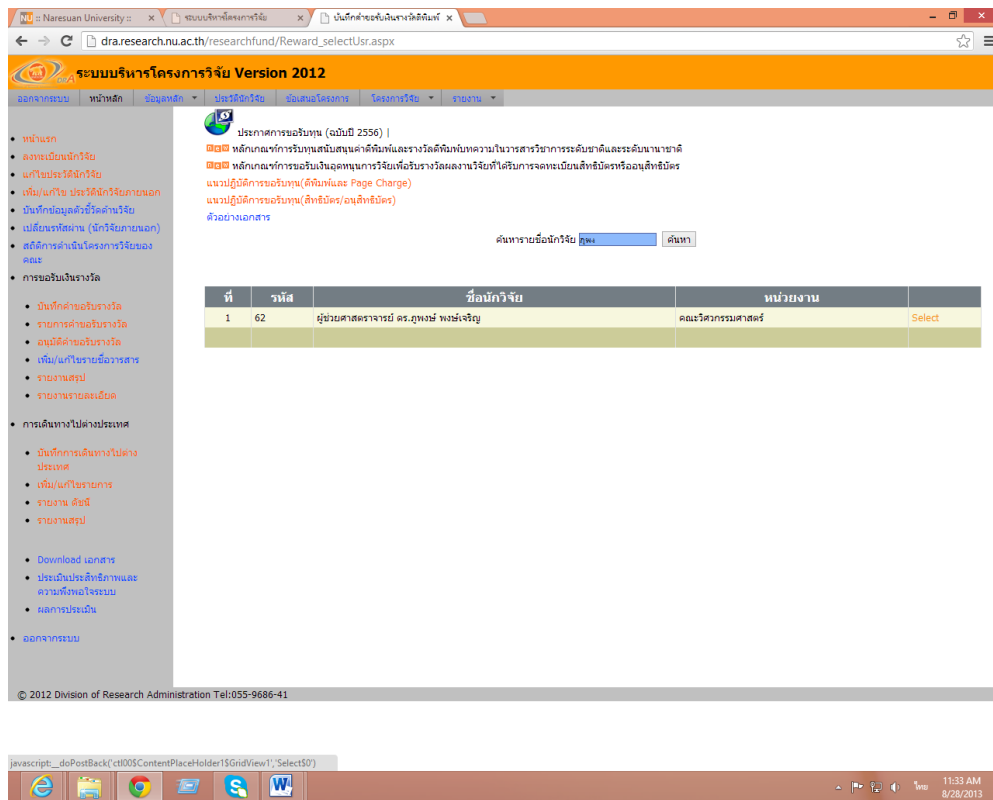 NU :: Naresuan University :: × ระบบบริหารโครงการวิจัย × บันทึกคำขอรับเงินรางวัลตีพิมพ์ ×
dra.research.nu.ac.th/researchfund/Reward_selectUsr.aspx
DRA ระบบบริหารโครงการวิจัย Version 2012
ออกจากระบบ หน้าหลัก ข้อมูลหลัก ประวัตินักวิจัย ข้อเสนอโครงการ โครงการวิจัย รายงาน
ประกาศการขอรับทุน (ฉบับปี 2556) |
หลักเกณฑ์การรับทุนสนับสนุนค่าตีพิมพ์และรางวัลตีพิมพ์บทความในวารสารวิชาการระดับชาติและระดับนานาชาติ
หลักเกณฑ์การขอรับเงินอุดหนุนการวิจัยเพื่อรับรางวัลผลงานวิจัยที่ได้รับการจดทะเบียนสิทธิบัตรหรืออนุสิทธิบัตร
แนวปฏิบัติการขอรับทุน(ตีพิมพ์และ Page Charge)
แนวปฏิบัติการขอรับทุน(สิทธิบัตร/อนุสิทธิบัตร)
ตัวอย่างเอกสาร
ค้นหารายชื่อนักวิจัย ภูพง ค้นหา
ที่ รหัส ชื่อนักวิจัย หน่วยงาน
1 62 ผู้ช่วยศาสตราจารย์ ดร.ภูพงษ์ พงษ์เจริญ คณะวิศวกรรมศาสตร์ Select
หน้าแรก
ลงทะเบียนนักวิจัย
แก้ไขประวัตินักวิจัย
เพิ่ม/แก้ไข ประวัตินักวิจัยภายนอก
บันทึกข้อมูลตัวชี้วัดด้านวิจัย
เปลี่ยนรหัสผ่าน (นักวิจัยภายนอก)
สถิติการดำเนินโครงการวิจัยของ
คณะ
การขอรับเงินรางวัล
บันทึกคำขอรับรางวัล
รายการคำขอรับรางวัล
อนุมัติคำขอรับรางวัล
เพิ่ม/แก้ไขรายชื่อวารสาร
รายงานสรุป
รายงานรายละเอียด
การเดินทางไปต่างประเทศ
บันทึกการเดินทางไปต่าง
ประเทศ
เพิ่ม/แก้ไขรายการ
รายงาน ดัชนี
รายงานสรุป
Download เอกสาร
ประเมินประสิทธิภาพและ
ความพึงพอใจระบบ
ผลการประเมิน
ออกจากระบบ
© 2012 Division of Research Administration Tel:055-9686-41
javascript:__doPostBack('ctl00$ContentPlaceHolder1$GridView1','Select$0')
ไทย 11:33 AM
8/28/2013